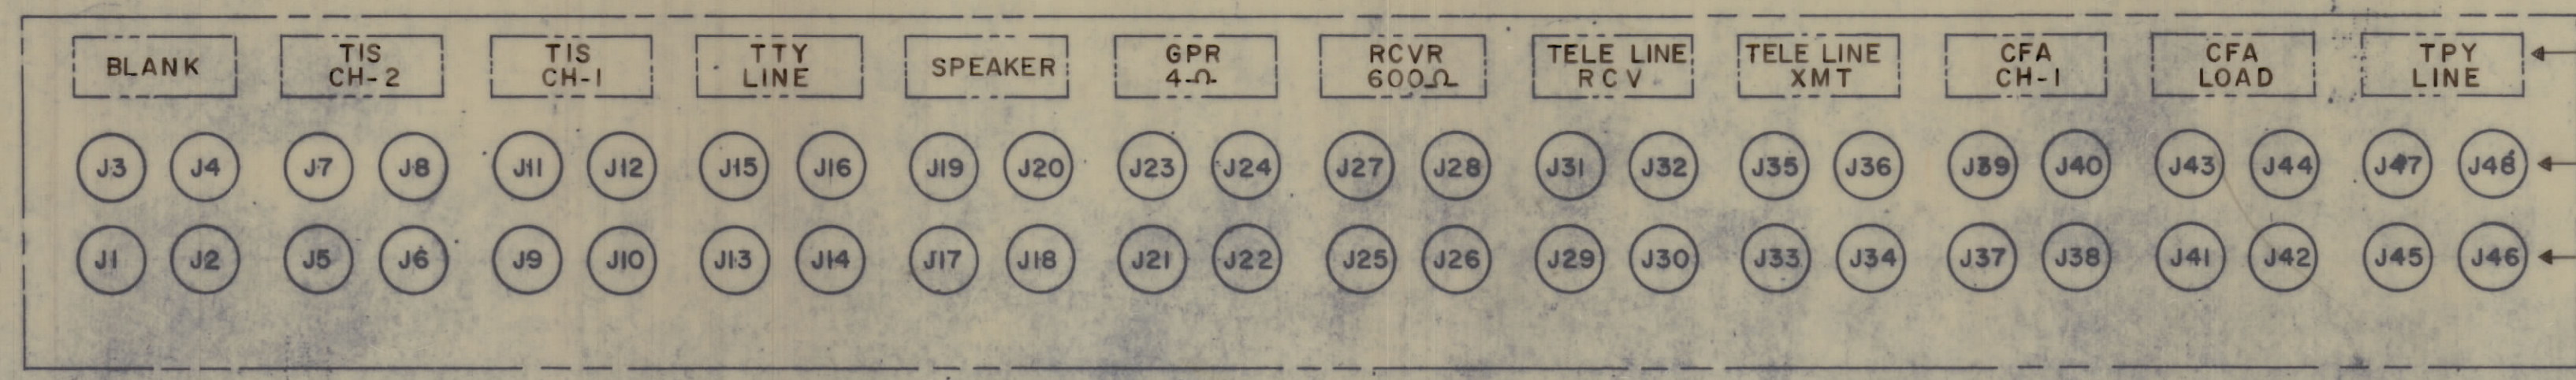 BLANK
TIS
CH-2
TIS
CH-1
TTY
LINE
SPEAKER
GPR
4Ω
RCVR
600Ω
TELE LINE
RCV
TELE LINE
XMT
CFA
CH-1
CFA
LOAD
TPY
LINE
J3 J4 J7 J8 J11 J12 J15 J16 J19 J20 J23 J24 J27 J28 J31 J32 J35 J36 J39 J40 J43 J44 J47 J48
J1 J2 J5 J6 J9 J10 J13 J14 J17 J18 J21 J22 J25 J26 J29 J30 J33 J34 J37 J38 J41 J42 J45 J46